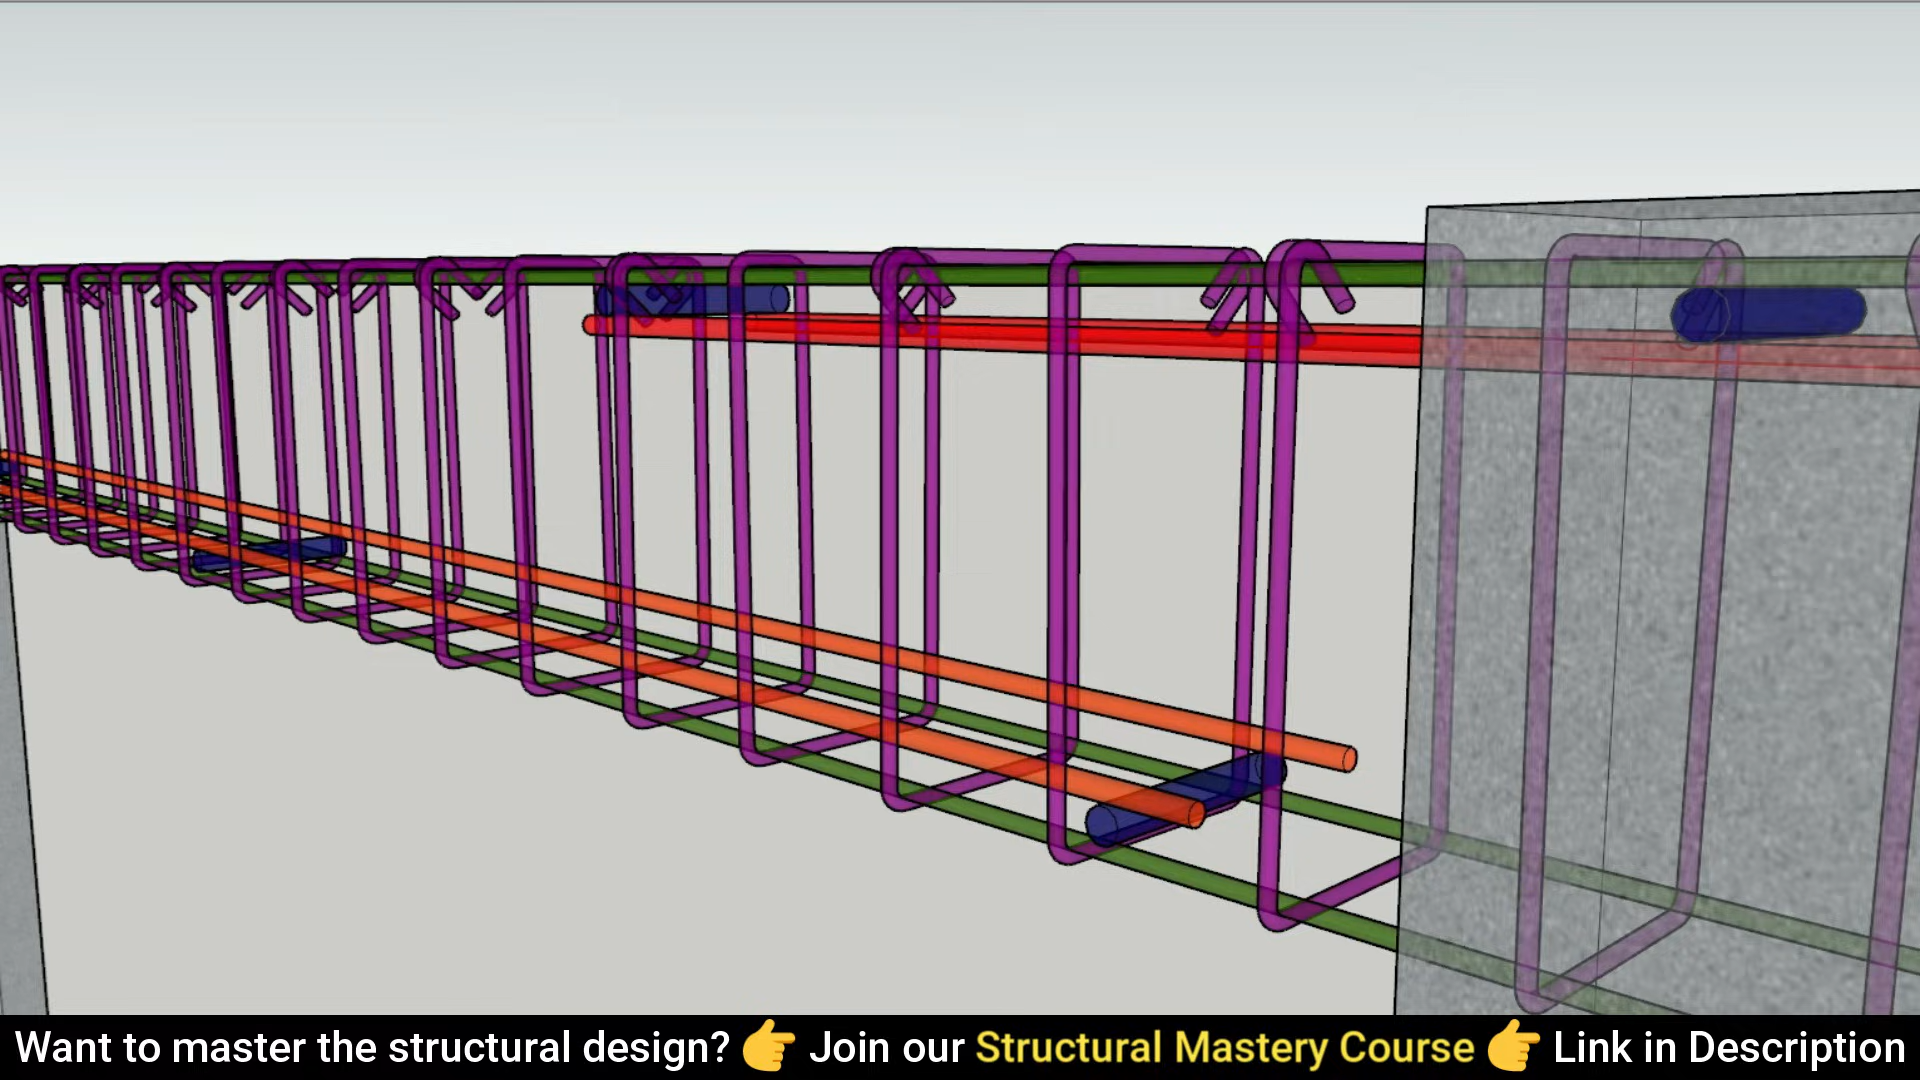 Want to master the structural design? 👉 Join our Structural Mastery Course 👉 Link in Description